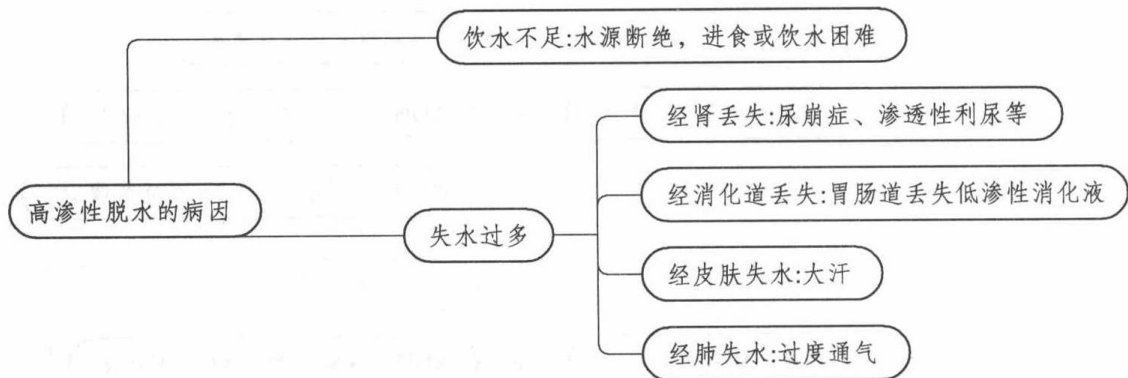 饮水不足:水源断绝，进食或饮水困难
经肾丢失:尿崩症、渗透性利尿等
经消化道丢失:胃肠道丢失低渗性消化液
高渗性脱水的病因
失水过多
经皮肤失水:大汗
经肺失水:过度通气